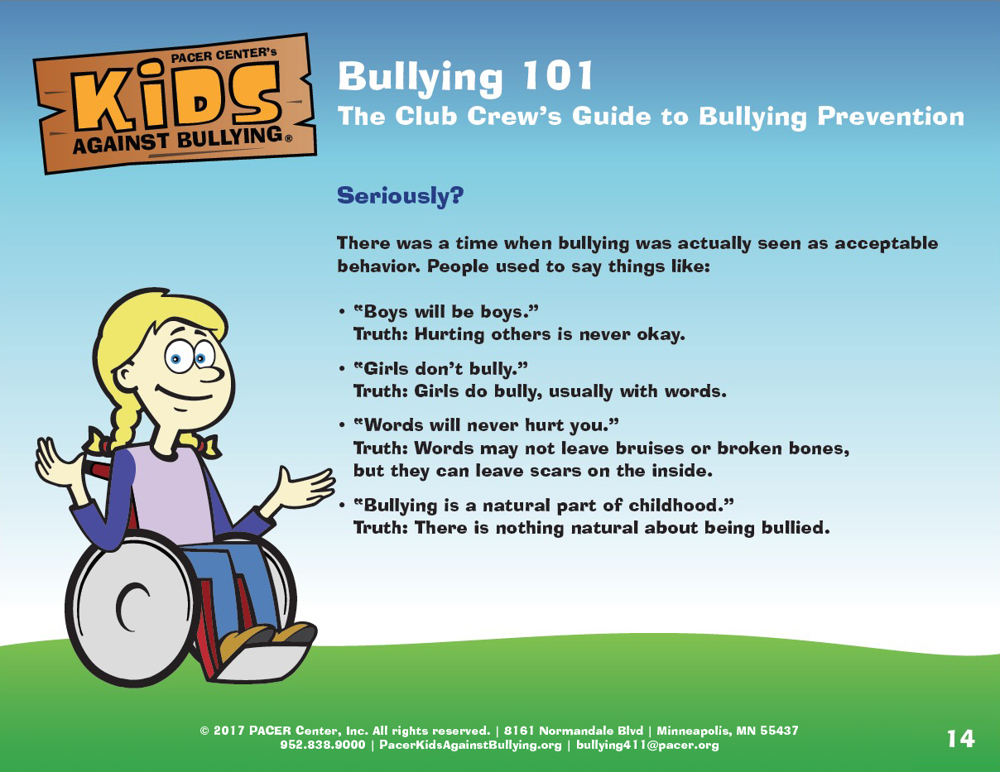 PACER CENTER'S
KiDS
AGAINST BULLYING®
Bullying 101
The Club Crew's Guide to Bullying Prevention
Seriously?
There was a time when bullying was actually seen as acceptable
behavior. People used to say things like:
• “Boys will be boys.”
Truth: Hurting others is never okay.
• “Girls don't bully.”
Truth: Girls do bully, usually with words.
• “Words will never hurt you.”
Truth: Words may not leave bruises or broken bones,
but they can leave scars on the inside.
• “Bullying is a natural part of childhood.”
Truth: There is nothing natural about being bullied.
© 2017 PACER Center, Inc. All rights reserved. | 8161 Normandale Blvd | Minneapolis, MN 55437
952.838.9000 | PacerKidsAgainstBullying.org | bullying411@pacer.org
14